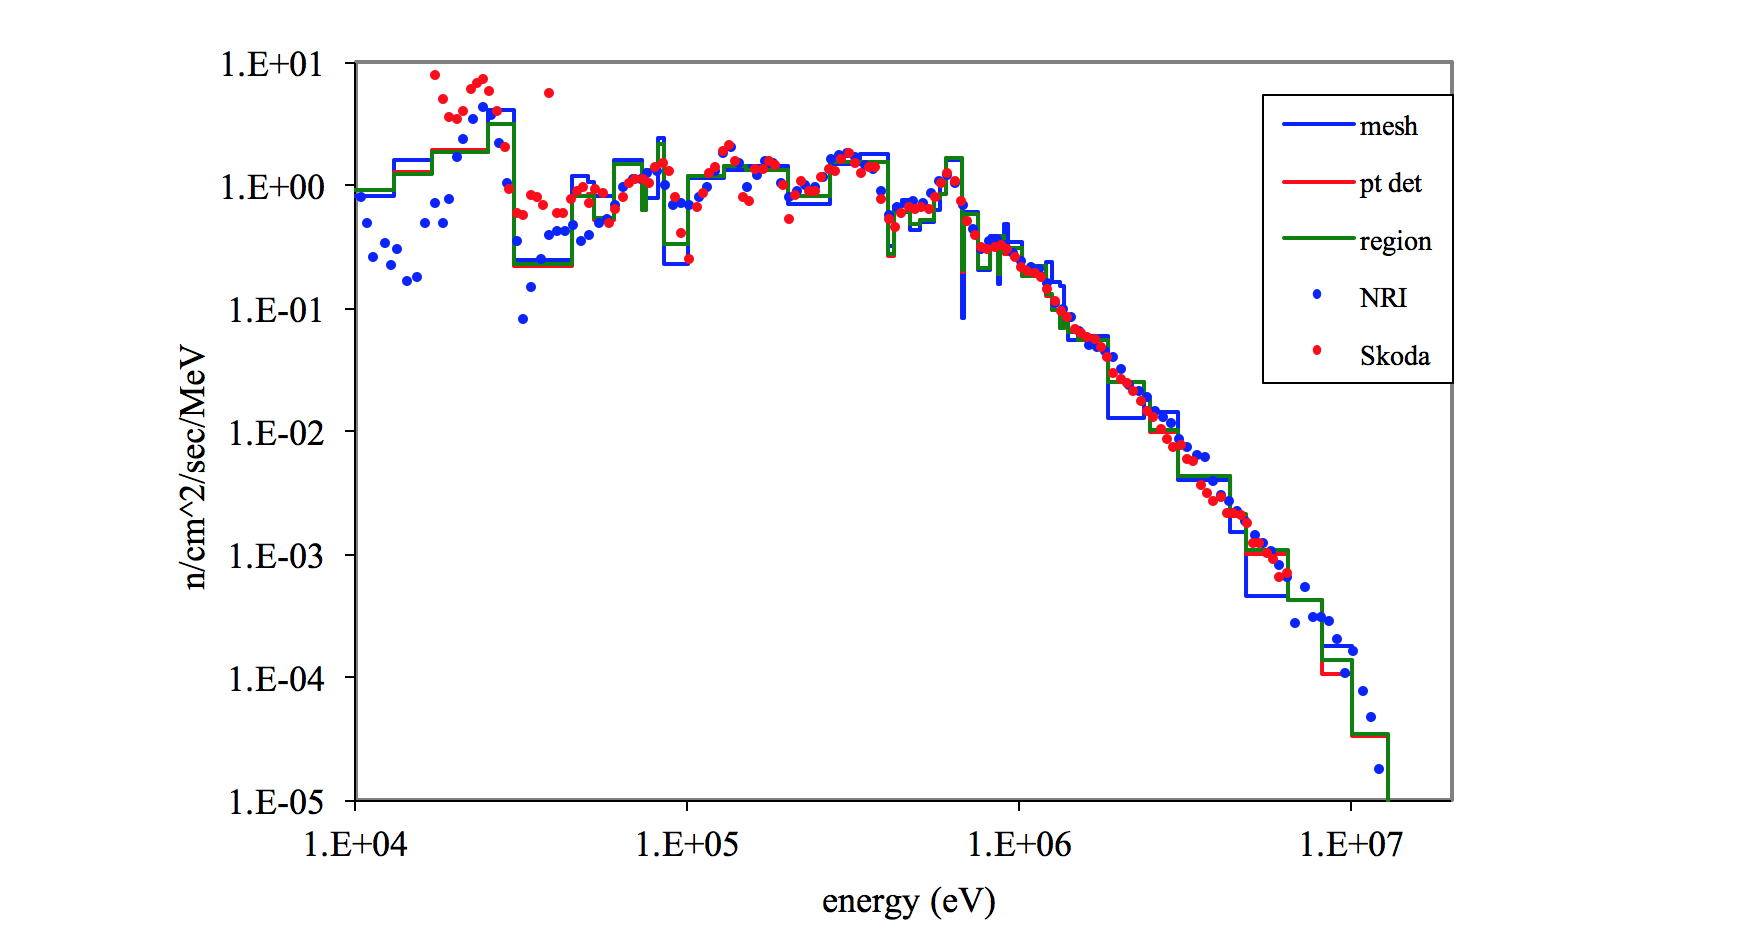 1.E+01
1.E+00
1.E-01
1.E-02
1.E-03
1.E-04
1.E-05
n/cm^2/sec/MeV
1.E+04
1.E+05
1.E+06
1.E+07
energy (eV)
mesh
pt det
region
NRI
Skoda